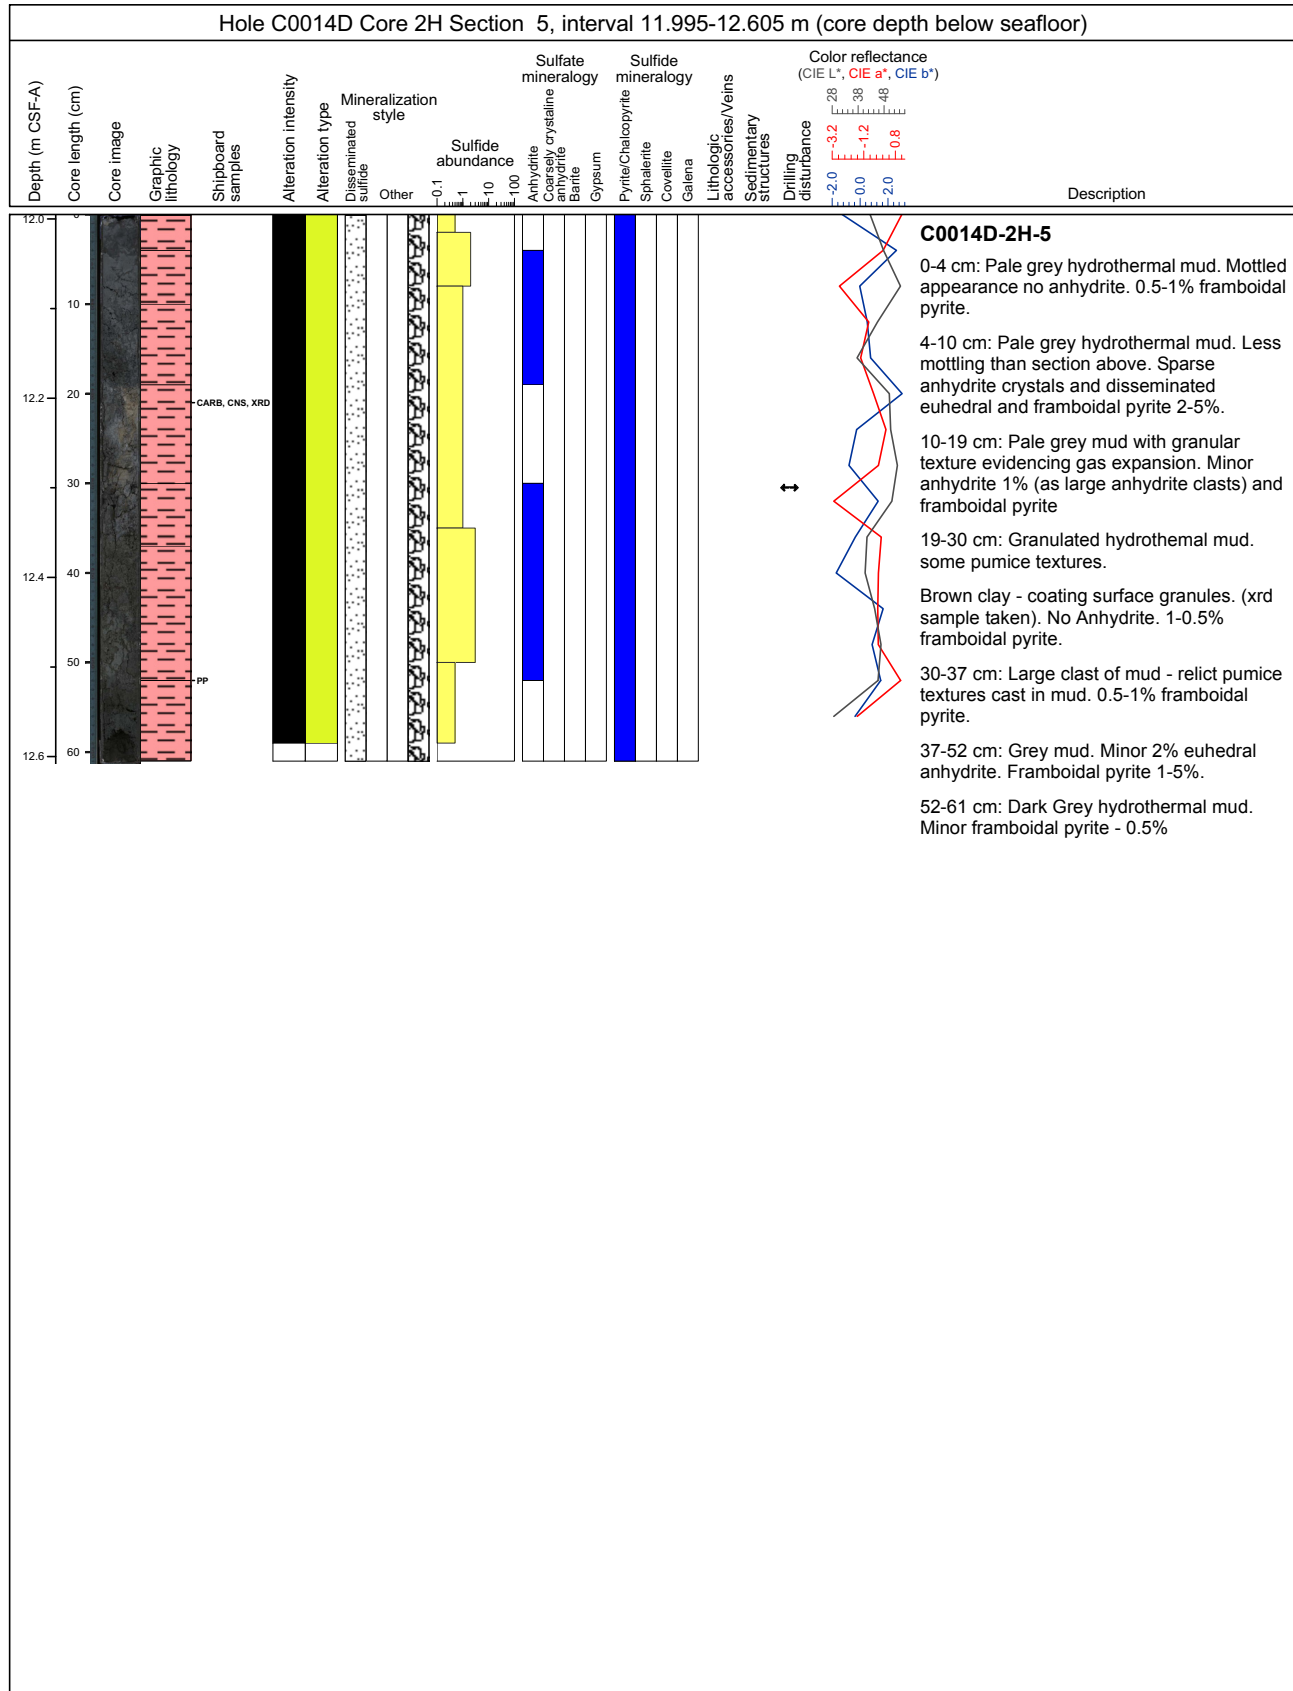 Hole C0014D Core 2H Section 5, interval 11.995-12.605 m (core depth below seafloor)
Depth (m CSF-A)
Core length (cm)
Core image
Graphic
lithology
Shipboard
samples
Alteration intensity
Alteration type
Mineralization
style
Disseminated
sulfide
Other
Sulfide
abundance
0.1
1
10
100
Sulfate
mineralogy
Anhydrite
Coarsely crystaline
anhydrite
Barite
Gypsum
Sulfide
mineralogy
Pyrite/Chalcopyrite
Sphalerite
Covellite
Galena
Lithologic
accessories/Veins
Sedimentary
structures
Drilling
disturbance
Color reflectance
(CIE L*, CIE a*, CIE b*)
28
38
48
-3.2
-1.2
0.8
-2.0
0.0
2.0
Description
12.0
12.2
12.4
12.6
0
10
20
30
40
50
60
CARB, CNS, XRD
PP
C0014D-2H-5
0-4 cm: Pale grey hydrothermal mud. Mottled
appearance no anhydrite. 0.5-1% framboidal
pyrite.
4-10 cm: Pale grey hydrothermal mud. Less
mottling than section above. Sparse
anhydrite crystals and disseminated
euhedral and framboidal pyrite 2-5%.
10-19 cm: Pale grey mud with granular
texture evidencing gas expansion. Minor
anhydrite 1% (as large anhydrite clasts) and
framboidal pyrite
19-30 cm: Granulated hydrothemal mud.
some pumice textures.
Brown clay - coating surface granules. (xrd
sample taken). No Anhydrite. 1-0.5%
framboidal pyrite.
30-37 cm: Large clast of mud - relict pumice
textures cast in mud. 0.5-1% framboidal
pyrite.
37-52 cm: Grey mud. Minor 2% euhedral
anhydrite. Framboidal pyrite 1-5%.
52-61 cm: Dark Grey hydrothermal mud.
Minor framboidal pyrite - 0.5%